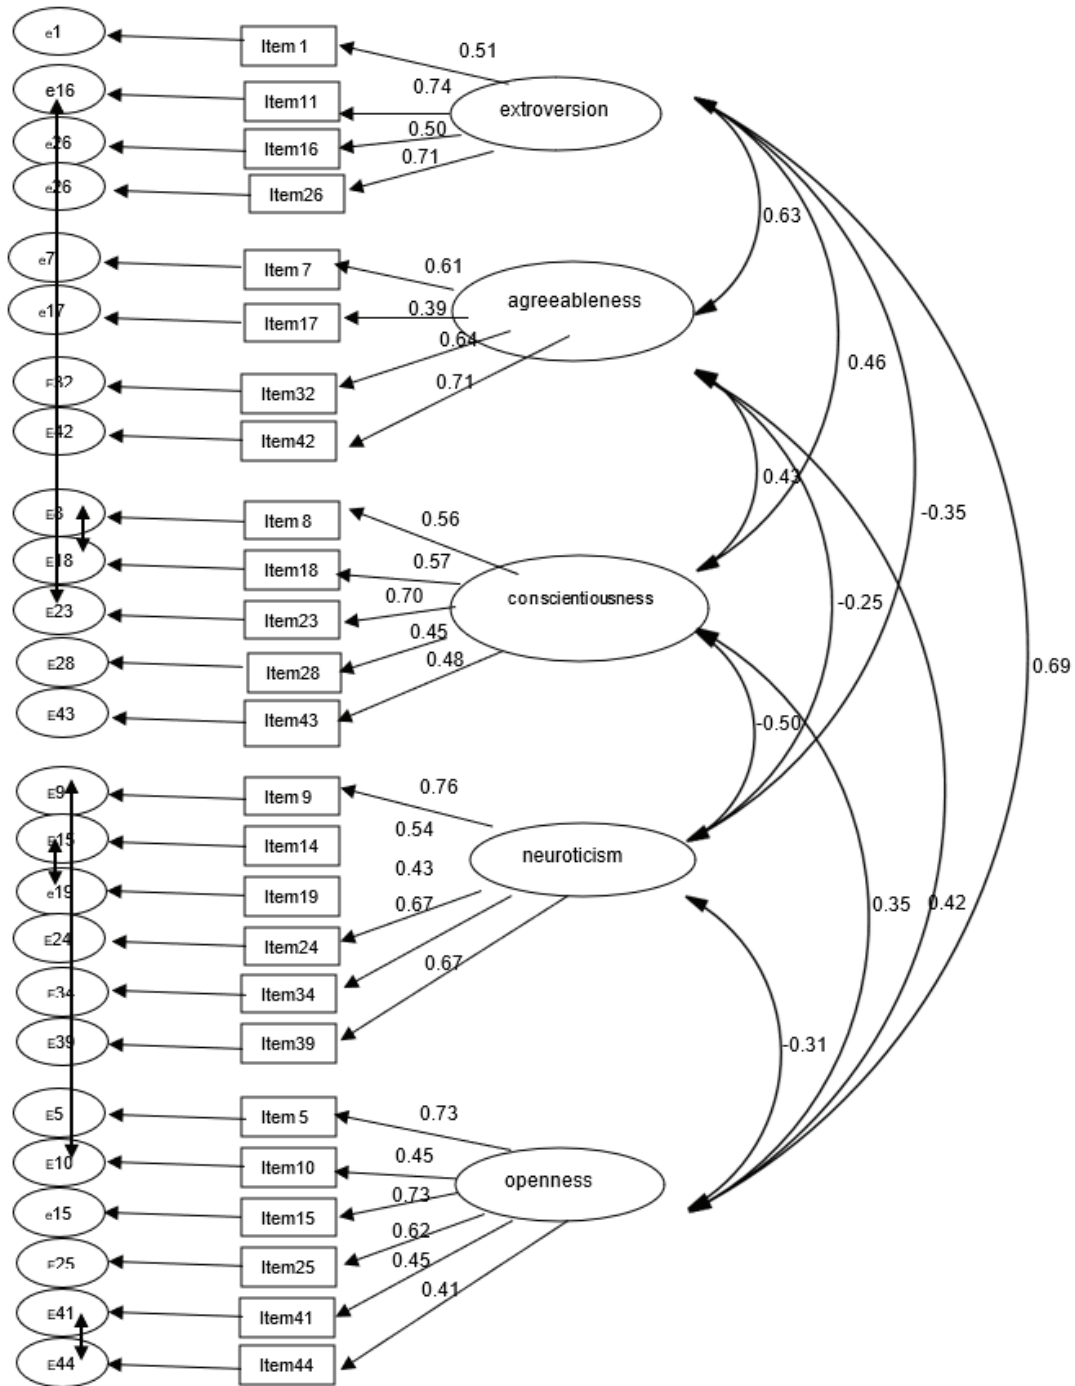 e1
Item 1
0.51
e16
Item11
0.74
extroversion
e26
Item16
0.50
e26
Item26
0.71
0.63
e7
Item 7
0.61
agreeableness
e17
Item17
0.39
0.64
E32
Item32
0.46
0.71
E42
Item42
0.43
E8
Item 8
0.56
-0.35
E18
Item18
0.57
conscientiousness
0.70
-0.25
E23
Item23
0.45
E28
Item28
0.48
0.69
E43
Item43
-0.50
E9
Item 9
0.76
E15
Item14
0.54
neuroticism
0.43
e19
Item19
0.67
0.35
0.42
E24
Item24
0.67
E34
Item34
E39
Item39
-0.31
E5
Item 5
0.73
E10
Item10
0.45
openness
0.73
e15
Item15
0.62
E25
Item25
0.45
0.41
E41
Item41
E44
Item44